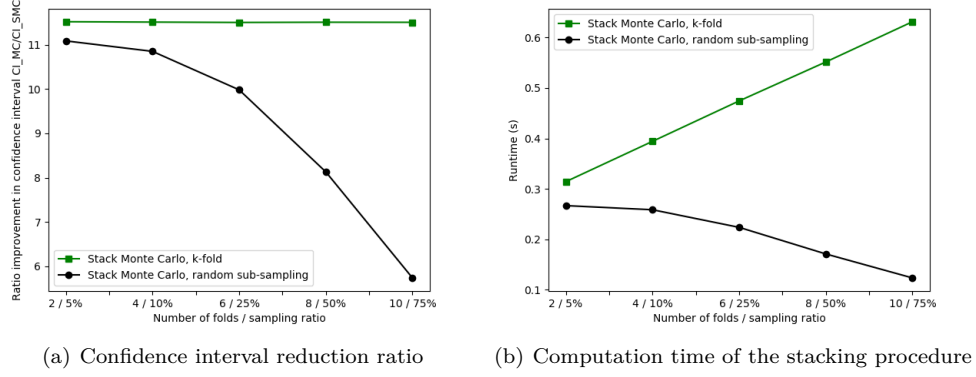 Ratio improvement in confidence interval CI_MC/CI_SMC
11
10
9
8
7
6
Stack Monte Carlo, k-fold
Stack Monte Carlo, random sub-sampling
2 / 5%
4 / 10%
6 / 25%
8 / 50%
10 / 75%
Number of folds / sampling ratio
(a) Confidence interval reduction ratio
Runtime (s)
0.6
0.5
0.4
0.3
0.2
0.1
Stack Monte Carlo, k-fold
Stack Monte Carlo, random sub-sampling
2 / 5%
4 / 10%
6 / 25%
8 / 50%
10 / 75%
Number of folds / sampling ratio
(b) Computation time of the stacking procedure